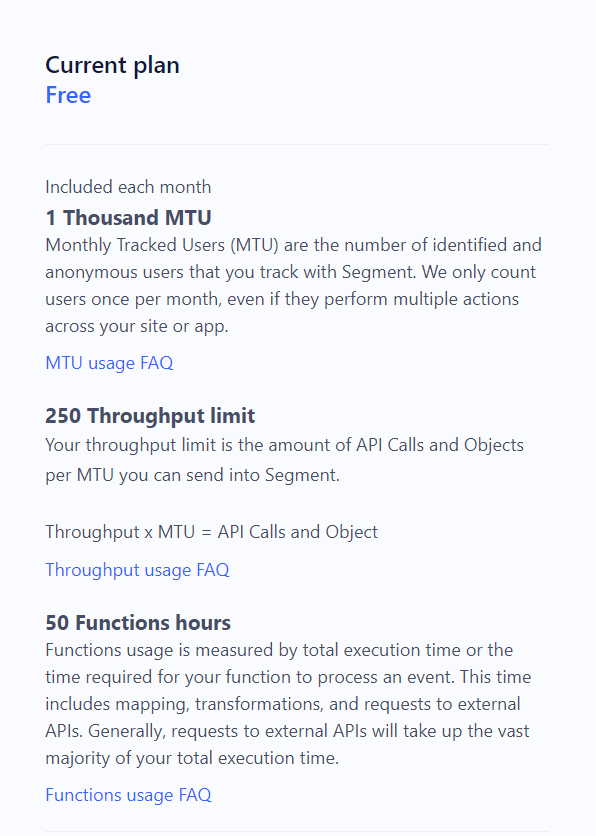 Current plan
Free
Included each month
1 Thousand MTU
Monthly Tracked Users (MTU) are the number of identified and
anonymous users that you track with Segment. We only count
users once per month, even if they perform multiple actions
across your site or app.
MTU usage FAQ
250 Throughput limit
Your throughput limit is the amount of API Calls and Objects
per MTU you can send into Segment.
Throughput x MTU = API Calls and Object
Throughput usage FAQ
50 Functions hours
Functions usage is measured by total execution time or the
time required for your function to process an event. This time
includes mapping, transformations, and requests to external
APIs. Generally, requests to external APIs will take up the vast
majority of your total execution time.
Functions usage FAQ